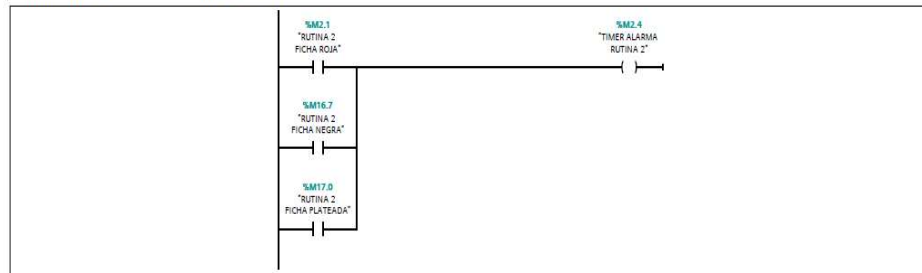 %M2.1
"RUTINA 2
FICHA ROJA"
%M2.4
"TIMER ALARMA
RUTINA 2"
%M16.7
"RUTINA 2
FICHA NEGRA"
%M17.0
"RUTINA 2
FICHA PLATEADA"